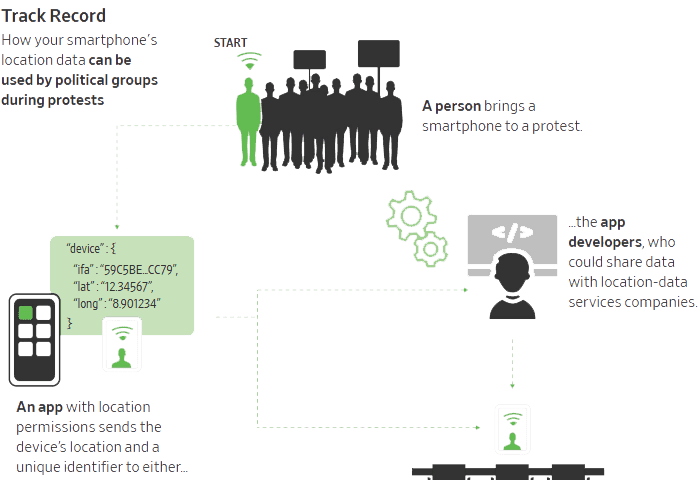 Track Record
How your smartphone's
location data can be
used by political groups
during protests
START
A person brings a
smartphone to a protest.
"device" : {
"ifa" : "59C5BE..CC79",
"lat" : "12.34567",
"long" : "8.901234"
}
An app with location
permissions sends the
device's location and a
unique identifier to either...
</>
...the app
developers, who
could share data
with location-data
services companies.